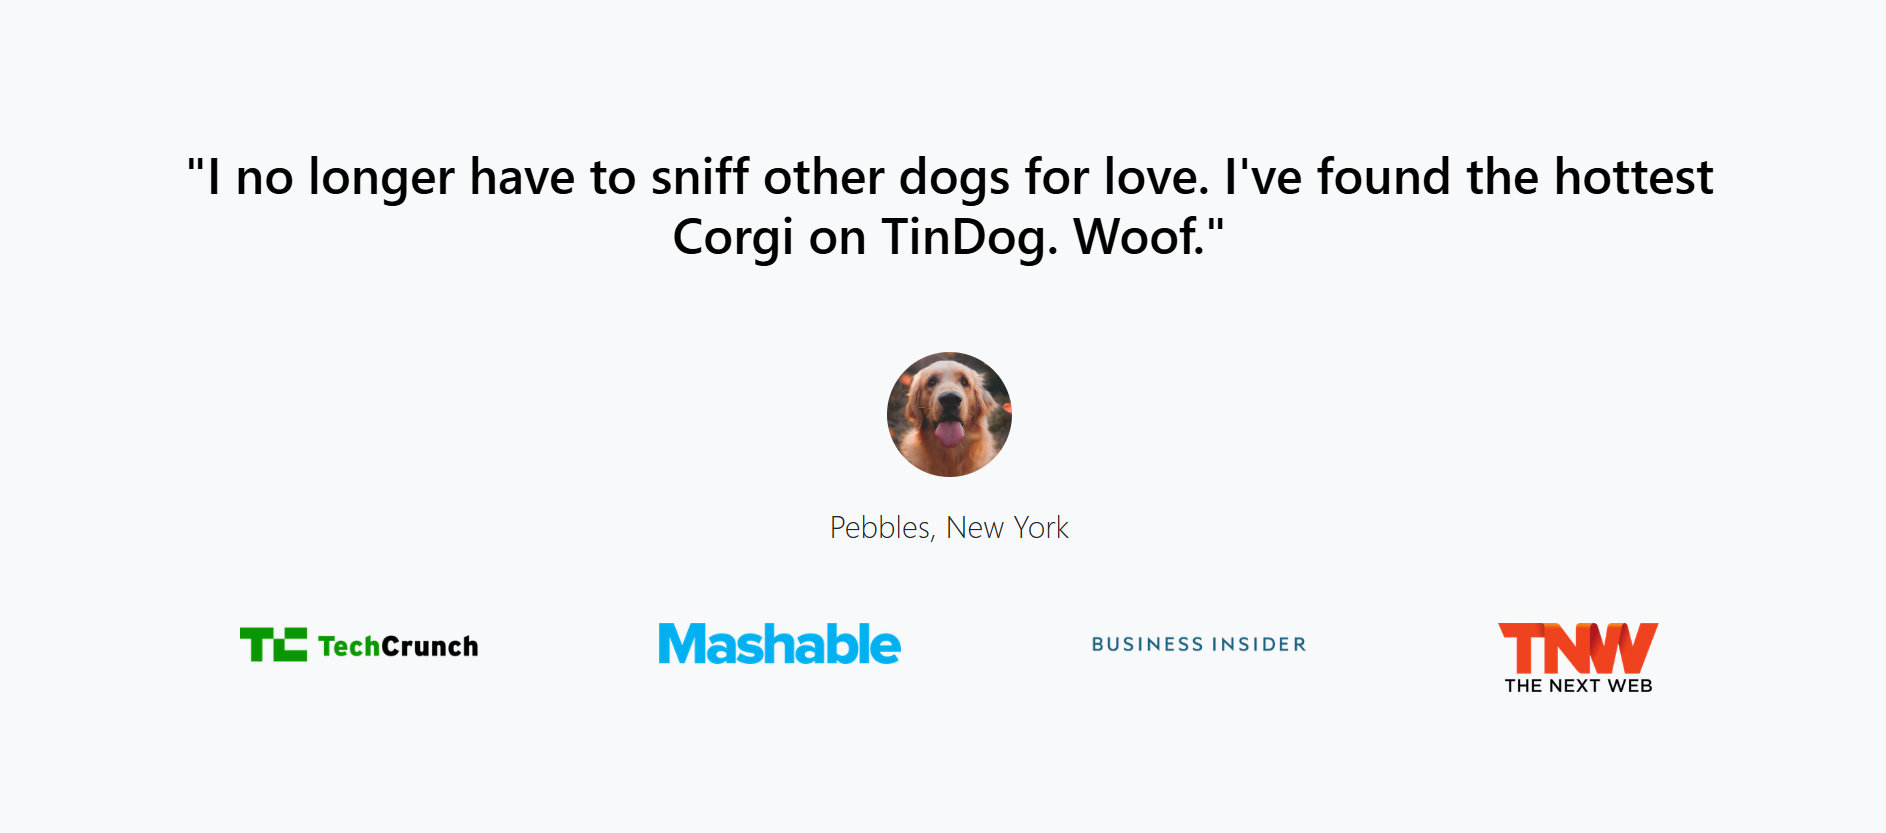 "I no longer have to sniff other dogs for love. I've found the hottest
Corgi on TinDog. Woof."
Pebbles, New York
TC TechCrunch
Mashable
BUSINESS INSIDER
TNW
THE NEXT WEB